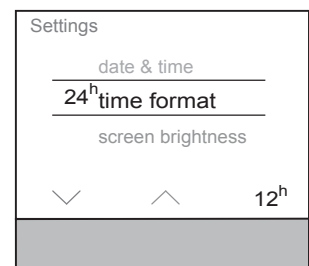 Settings
date & time
24h time format
screen brightness
12h